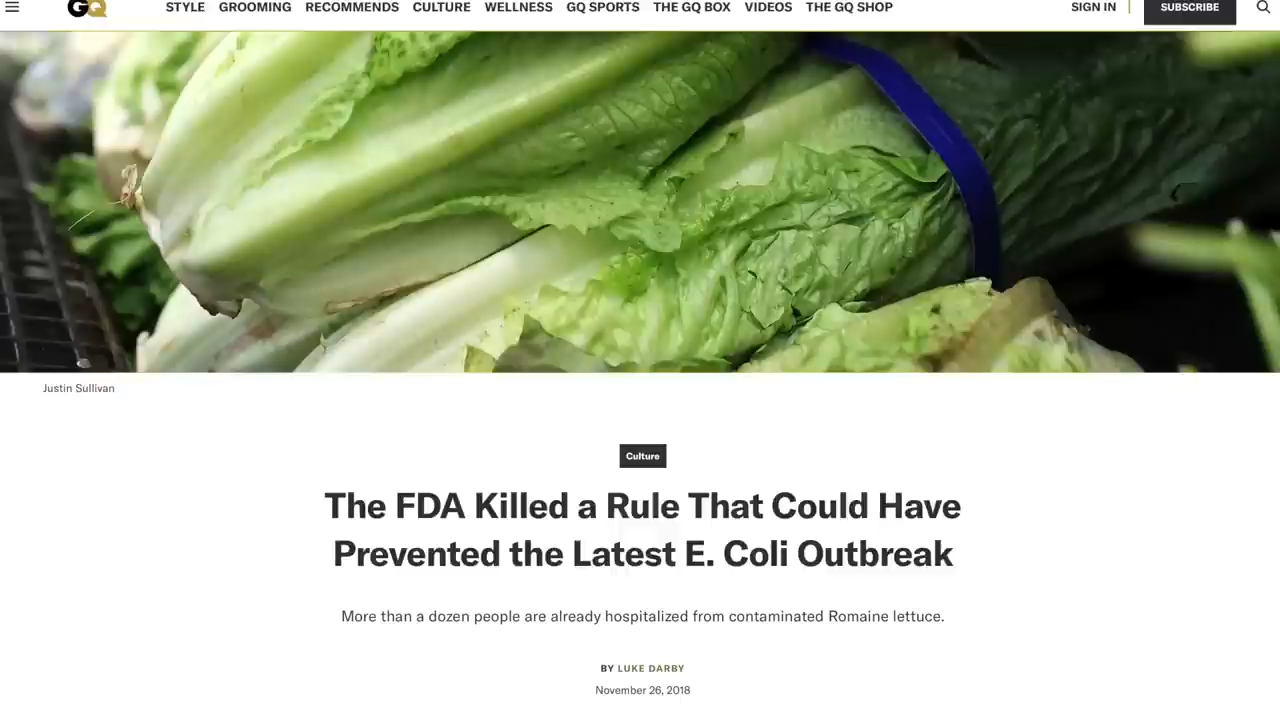 GQ
STYLE GROOMING RECOMMENDS CULTURE WELLNESS GQ SPORTS THE GQ BOX VIDEOS THE GQ SHOP SIGN IN SUBSCRIBE
Justin Sullivan
Culture
The FDA Killed a Rule That Could Have
Prevented the Latest E. Coli Outbreak
More than a dozen people are already hospitalized from contaminated Romaine lettuce.
BY LUKE DARBY
November 26, 2018